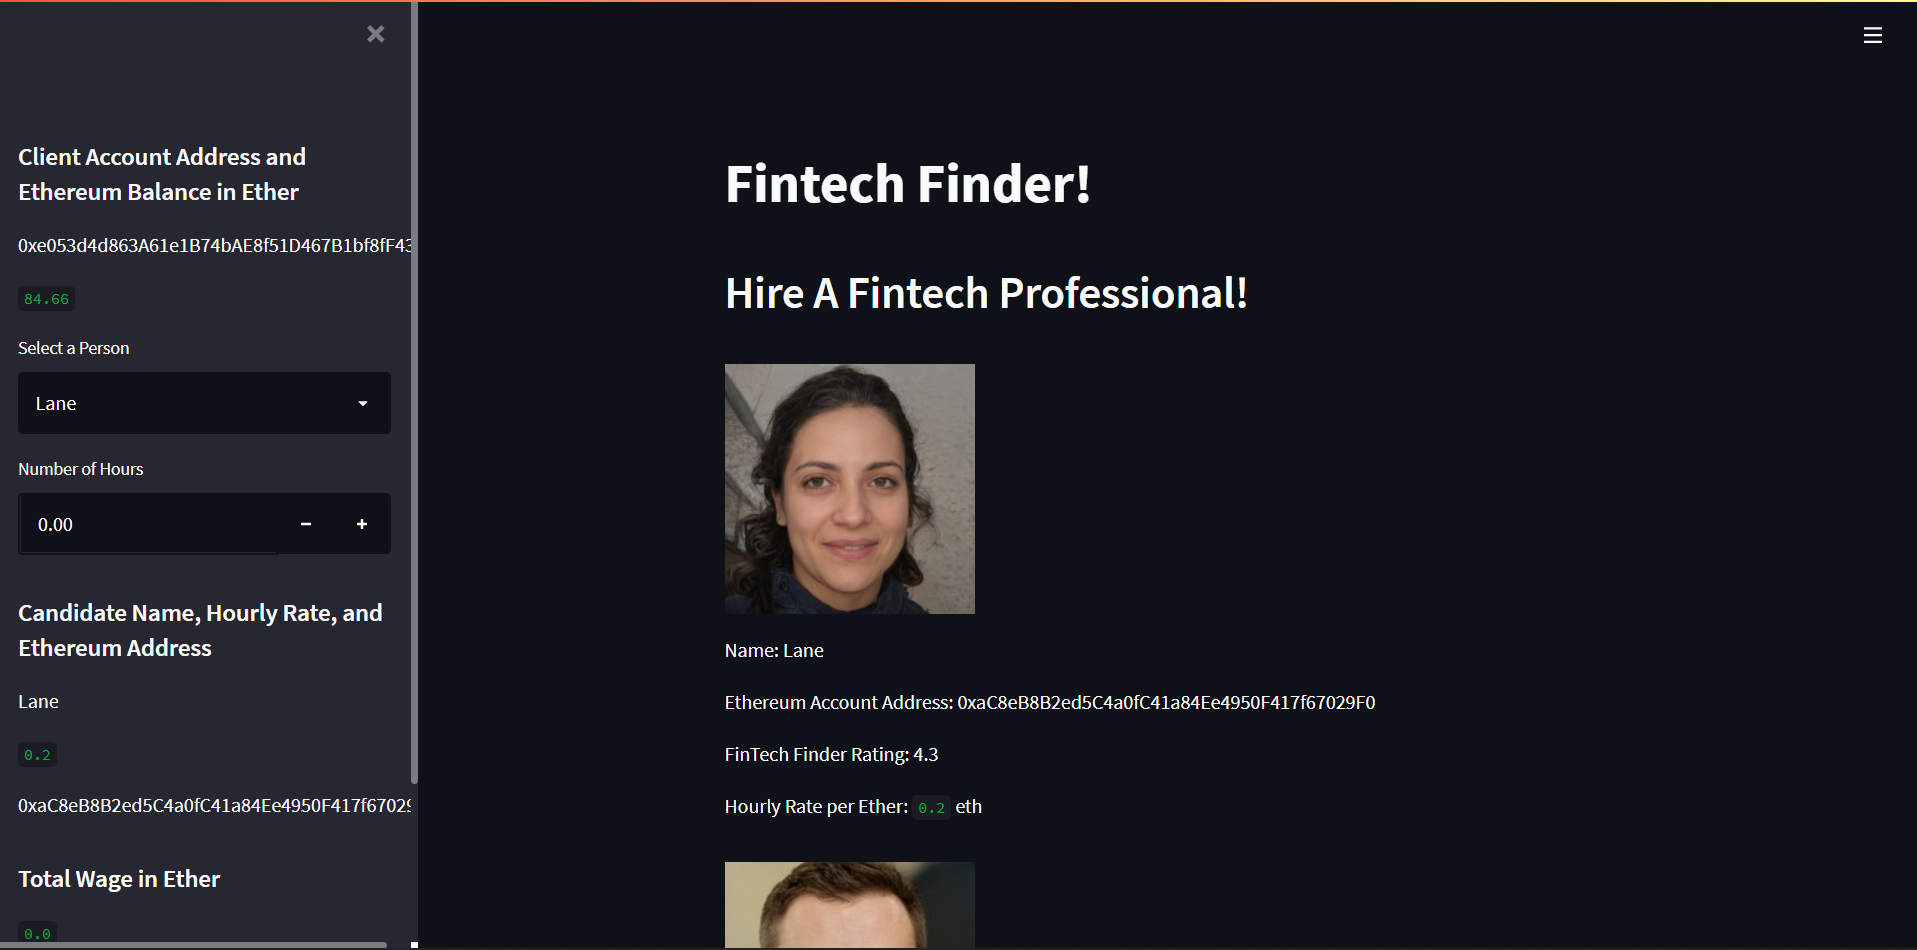 Client Account Address and
Ethereum Balance in Ether
0xe053d4d863A61e1B74bAE8f51D467B1bf8fF43
84.66
Select a Person
Lane
Number of Hours
0.00
Candidate Name, Hourly Rate, and
Ethereum Address
Lane
0.2
0xaC8eB8B2ed5C4a0fC41a84Ee4950F417f67029
Total Wage in Ether
0.0
Fintech Finder!
Hire A Fintech Professional!
Name: Lane
Ethereum Account Address: 0xaC8eB8B2ed5C4a0fC41a84Ee4950F417f67029F0
FinTech Finder Rating: 4.3
Hourly Rate per Ether: 0.2 eth